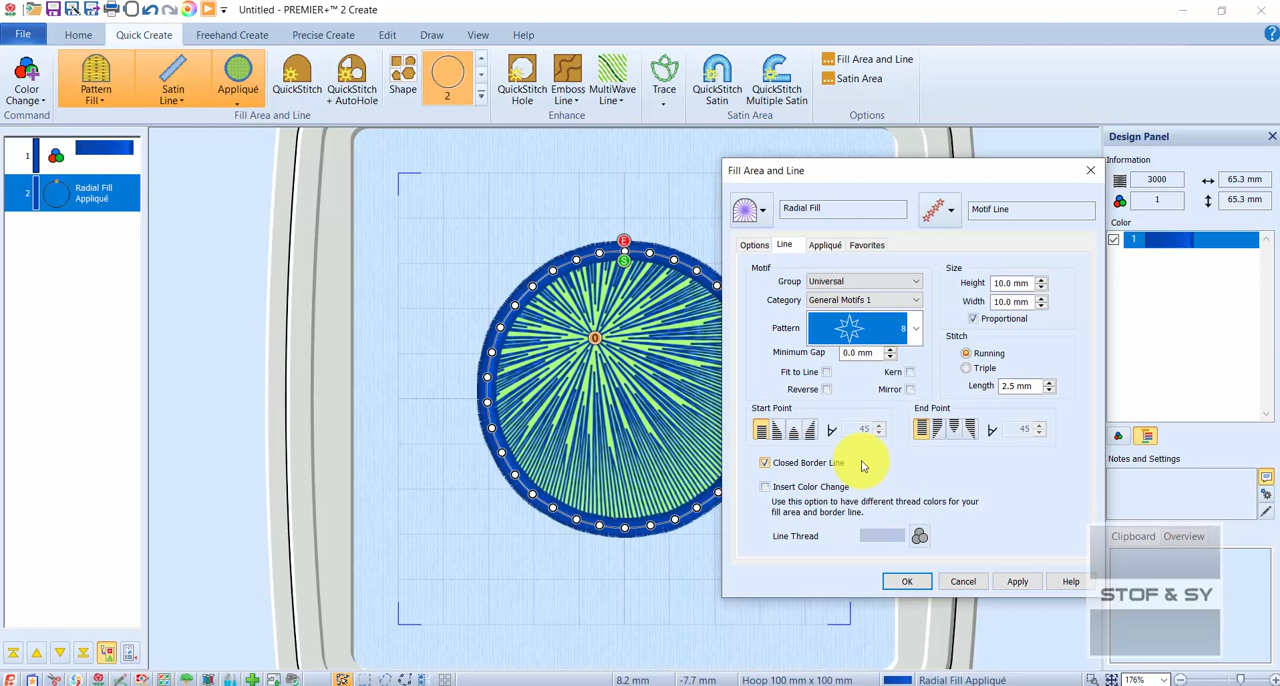 Untitled - PREMIER+™ 2 Create
File Home Quick Create Freehand Create Precise Create Edit Draw View Help
Color Change
Pattern Fill
Satin Line
Appliqué
QuickStitch
QuickStitch + AutoHole
Shape
2
QuickStitch Hole
Emboss Line
MultiWave Line
Trace
QuickStitch Satin
QuickStitch Multiple Satin
Fill Area and Line
Satin Area
Command
Fill Area and Line
Enhance
Satin Area
Options
1
2 Radial Fill
Appliqué
E
S
0
Fill Area and Line
Radial Fill
Motif Line
Options Line Appliqué Favorites
Motif
Group Universal
Category General Motifs 1
Pattern 8
Minimum Gap 0.0 mm
Fit to Line Kern
Reverse Mirror
Size
Height 10.0 mm
Width 10.0 mm
Proportional
Stitch
Running
Triple
Length 2.5 mm
Start Point End Point
45 45
Closed Border Line
Insert Color Change
Use this option to have different thread colors for your
fill area and border line.
Line Thread
OK Cancel Apply Help
Design Panel
Information
3000 65.3 mm
1 65.3 mm
Color
1
Notes and Settings
Clipboard Overview
STOF & SY
8.2 mm -7.7 mm Hoop 100 mm x 100 mm Radial Fill Appliqué 176%